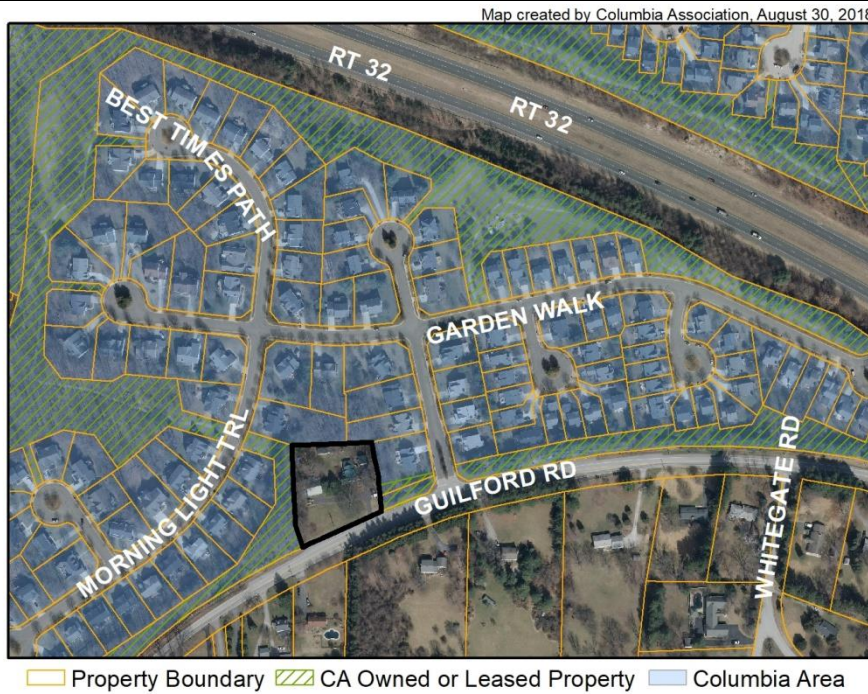 Map created by Columbia Association, August 30, 2018
RT 32
RT 32
BEST TIMES PATH
GARDEN WALK
MORNING LIGHT TRL
GUILFORD RD
WHITEGATE RD
Property Boundary
CA Owned or Leased Property
Columbia Area